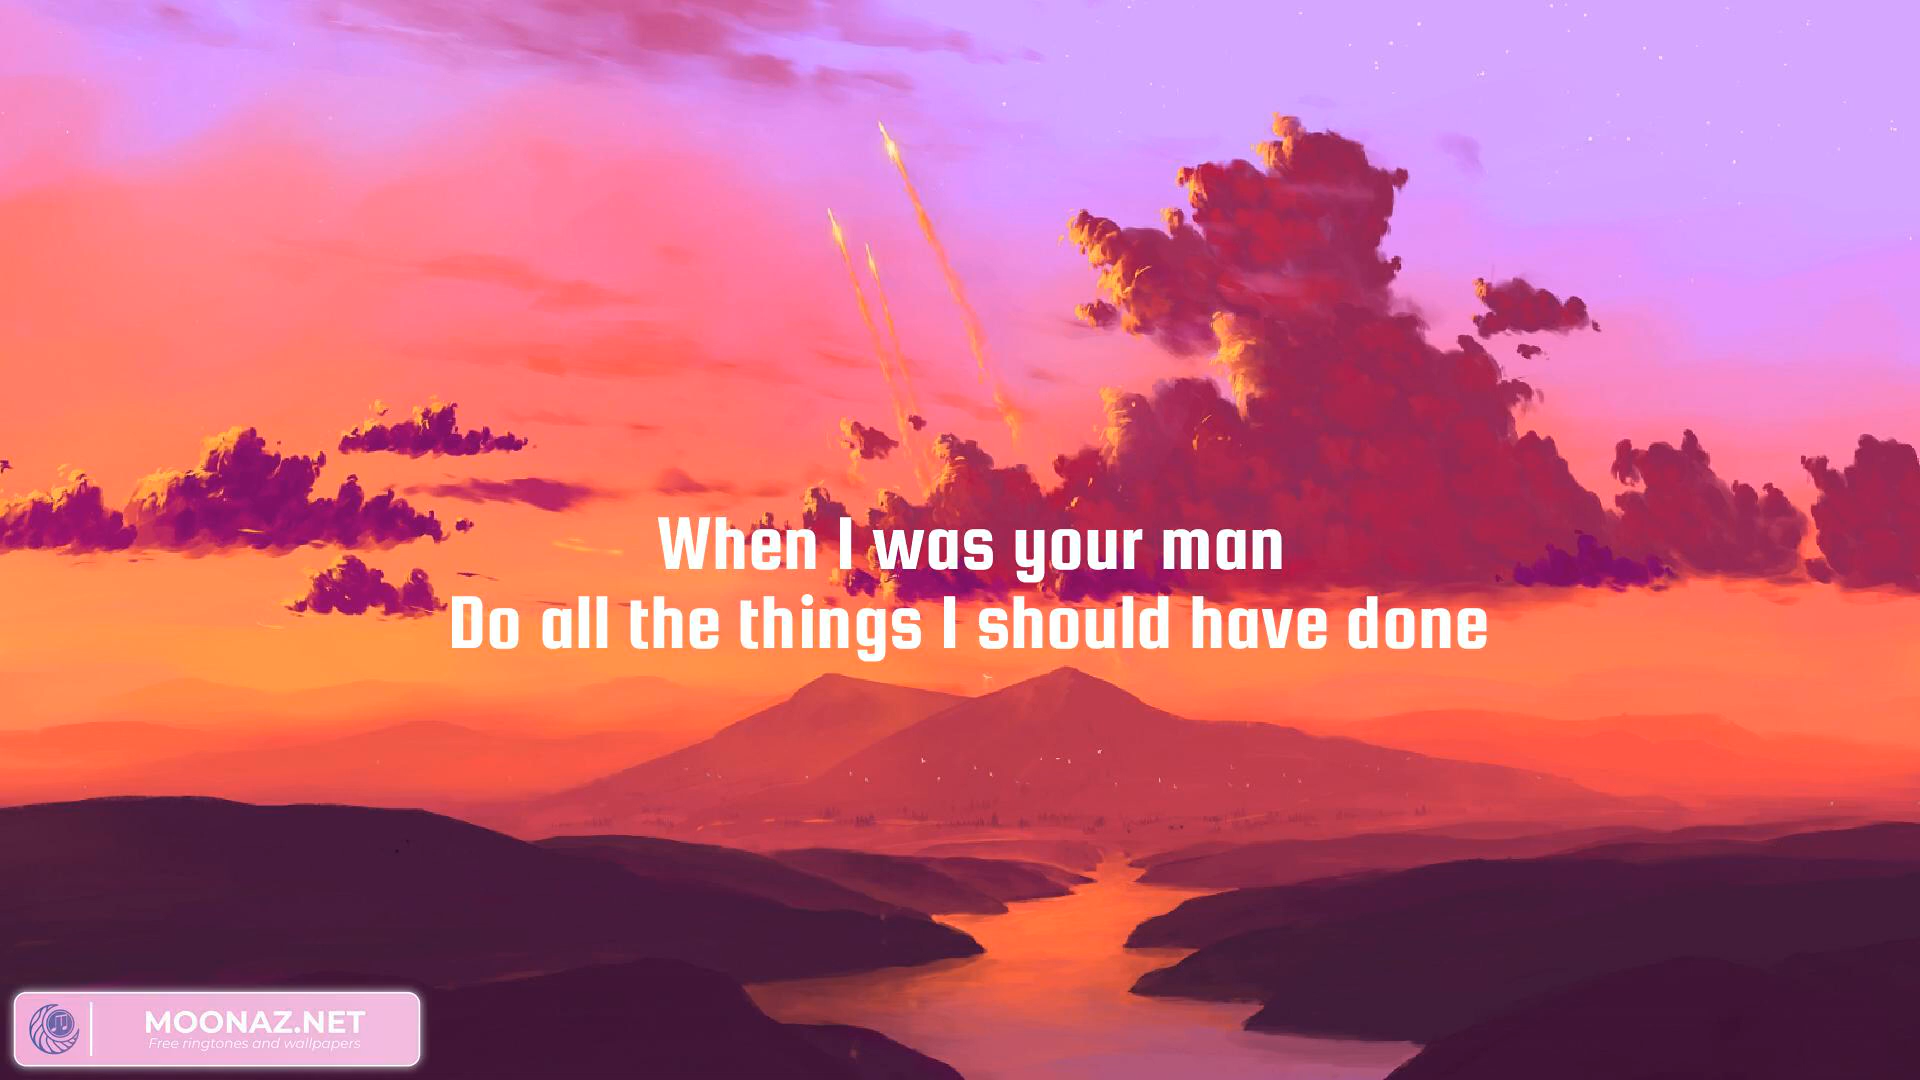 When I was your man
Do all the things I should have done
MOONAZ.NET
Free ringtones and wallpapers